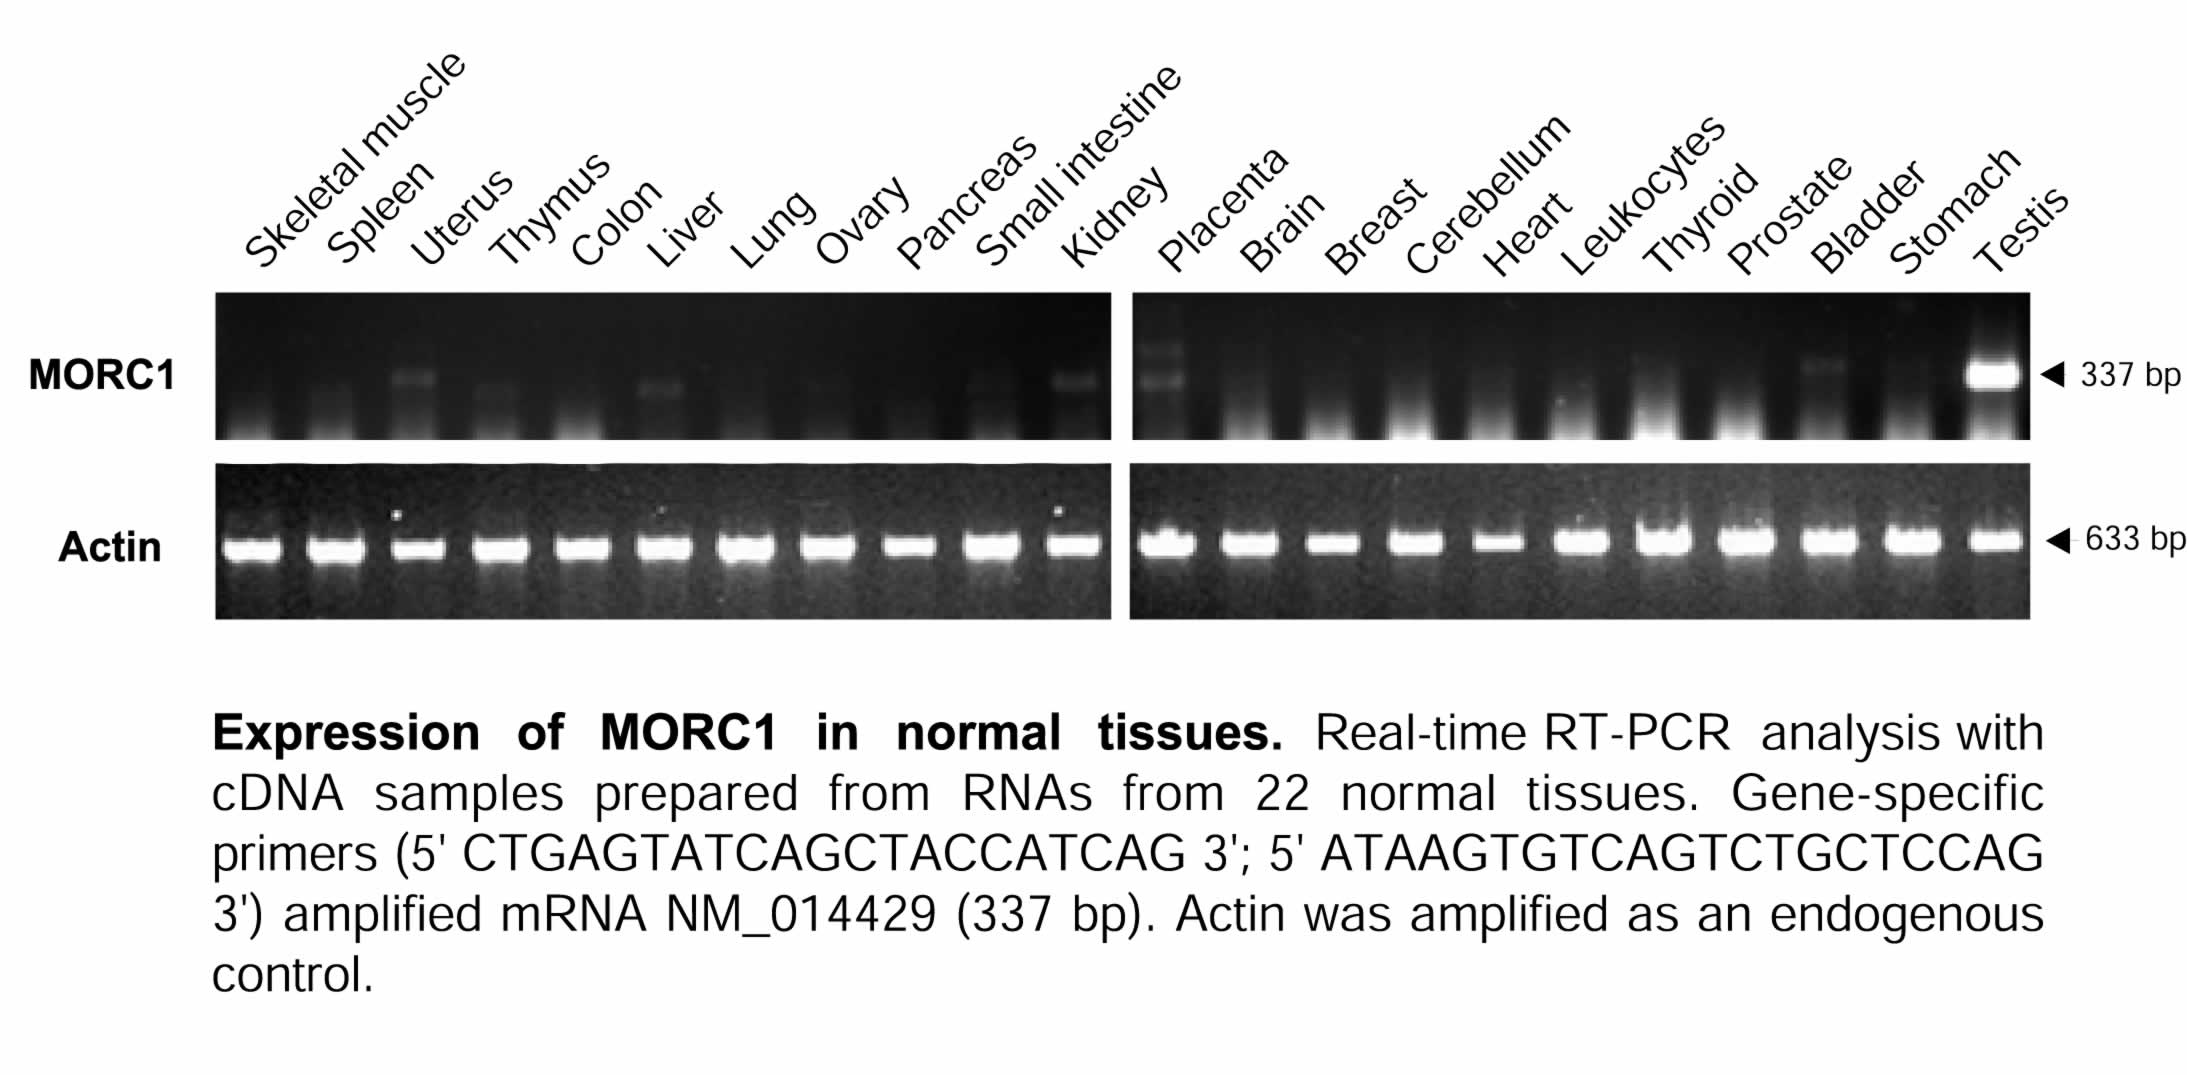 Skeletal muscle
Spleen
Uterus
Thymus
Colon
Liver
Lung
Ovary
Pancreas
Small intestine
Kidney
Placenta
Brain
Breast
Cerebellum
Heart
Leukocytes
Thyroid
Prostate
Bladder
Stomach
Testis
MORC1
337 bp
Actin
633 bp
Expression of MORC1 in normal tissues. Real-time RT-PCR analysis with
cDNA samples prepared from RNAs from 22 normal tissues. Gene-specific
primers (5' CTGAGTATCAGCTACCATCAG 3'; 5' ATAAGTGTCAGTCTGCTCCAG
3') amplified mRNA NM_014429 (337 bp). Actin was amplified as an endogenous
control.